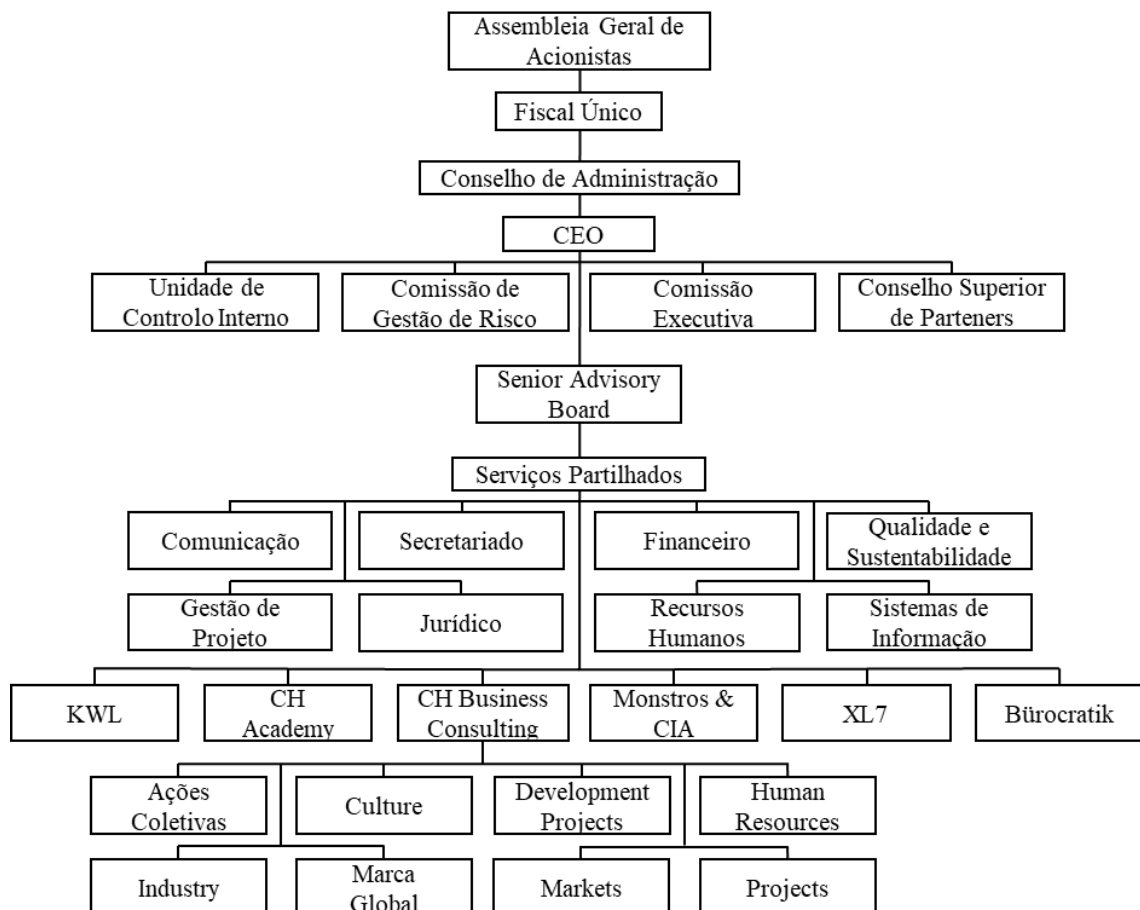 Assembleia Geral de
Acionistas
Fiscal Único
Conselho de Administração
CEO
Unidade de
Controlo Interno
Comissão de
Gestão de Risco
Comissão
Executiva
Conselho Superior
de Parteners
Senior Advisory
Board
Serviços Partilhados
Comunicação
Secretariado
Financeiro
Qualidade e
Sustentabilidade
Gestão de
Projeto
Jurídico
Recursos
Humanos
Sistemas de
Informação
KWL
CH
Academy
CH Business
Consulting
Monstros &
CIA
XL7
Bürocratik
Ações
Coletivas
Culture
Development
Projects
Human
Resources
Industry
Marca
Global
Markets
Projects